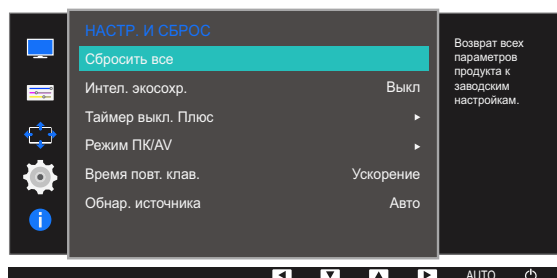 НАСТР. И СБРОС
Сбросить все
Интел. экосохр. Выкл
Таймер выкл. Плюс
Режим ПК/AV
Время повт. клав. Ускорение
Обнар. источника Авто
Возврат всех
параметров
продукта к
заводским
настройкам.
AUTO